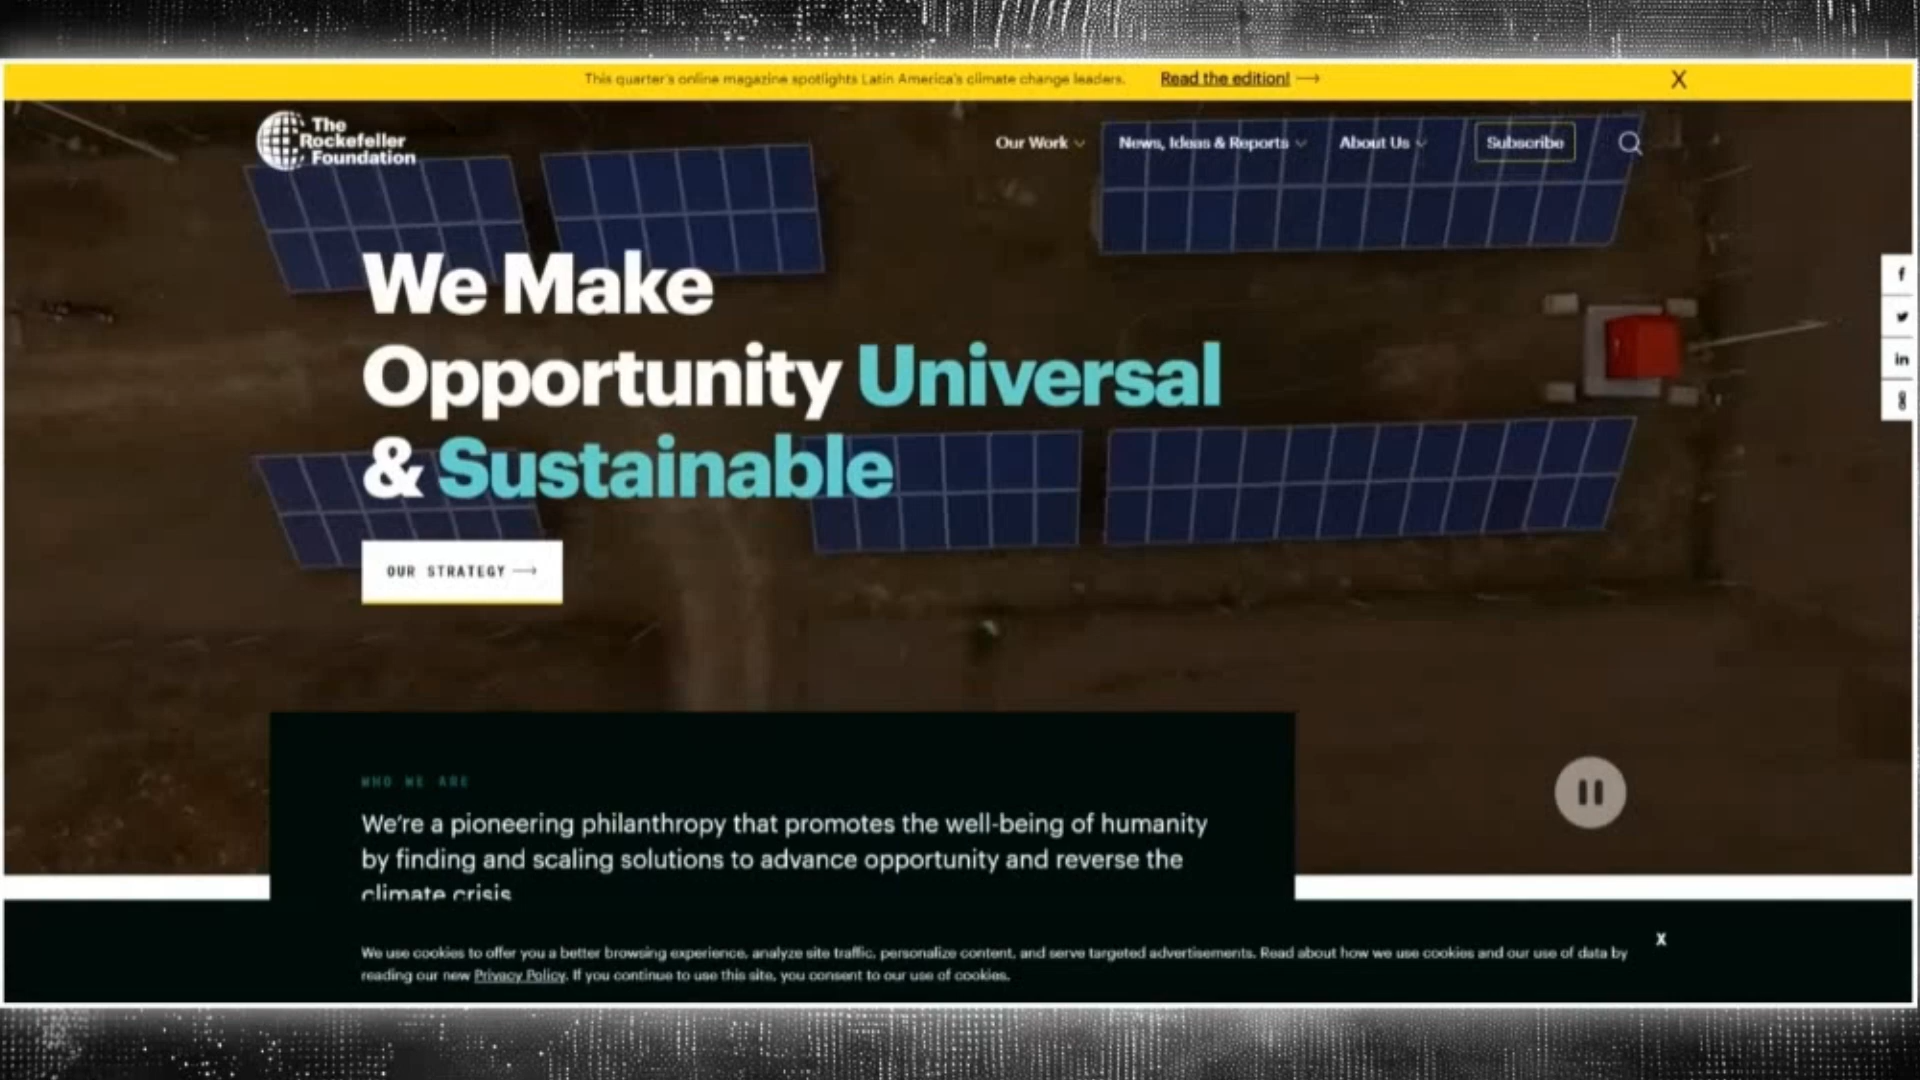 This quarter's online magazine spotlights Latin America's climate change leaders. Read the edition! →
X
The
Rockefeller
Foundation
Our Work News, Ideas & Reports About Us Subscribe
We Make
Opportunity Universal
& Sustainable
OUR STRATEGY →
f
in
WHO WE ARE
We're a pioneering philanthropy that promotes the well-being of humanity
by finding and scaling solutions to advance opportunity and reverse the
climate crisis
X
We use cookies to offer you a better browsing experience, analyze site traffic, personalize content, and serve targeted advertisements. Read about how we use cookies and our use of data by
reading our new Privacy Policy. If you continue to use this site, you consent to our use of cookies.